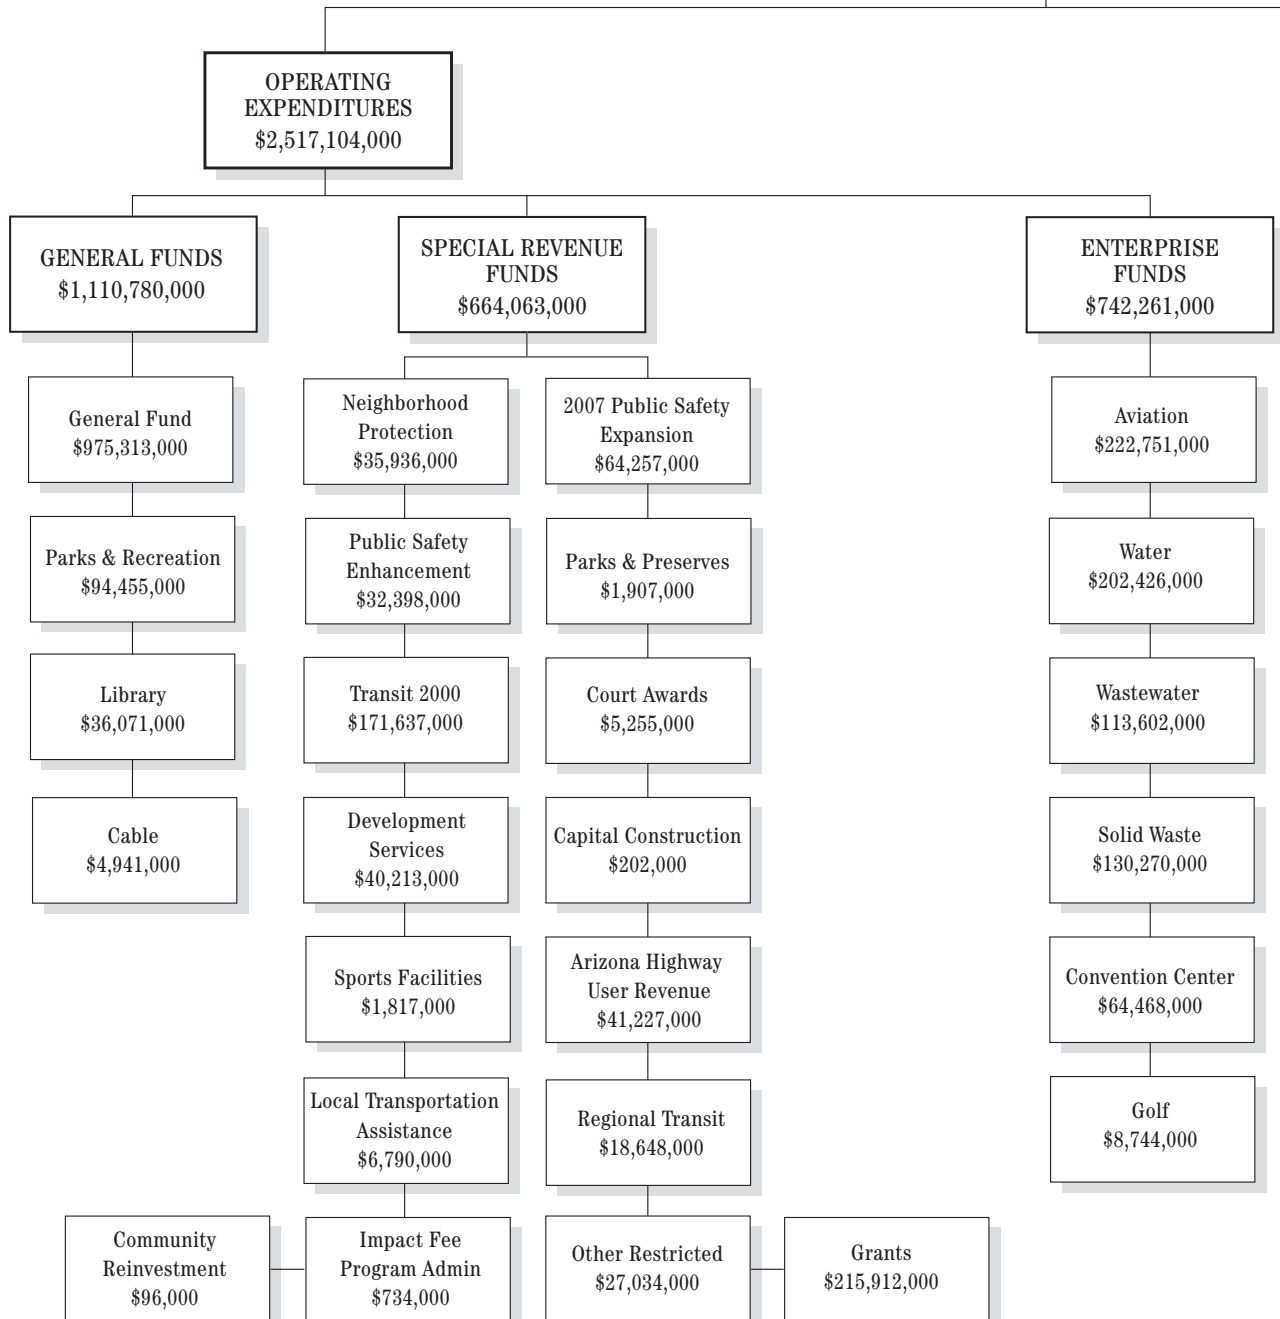 OPERATING
EXPENDITURES
$2,517,104,000
GENERAL FUNDS
$1,110,780,000
SPECIAL REVENUE
FUNDS
$664,063,000
ENTERPRISE
FUNDS
$742,261,000
General Fund
$975,313,000
Parks & Recreation
$94,455,000
Library
$36,071,000
Cable
$4,941,000
Neighborhood
Protection
$35,936,000
Public Safety
Enhancement
$32,398,000
Transit 2000
$171,637,000
Development
Services
$40,213,000
Sports Facilities
$1,817,000
Local Transportation
Assistance
$6,790,000
Impact Fee
Program Admin
$734,000
Community
Reinvestment
$96,000
2007 Public Safety
Expansion
$64,257,000
Parks & Preserves
$1,907,000
Court Awards
$5,255,000
Capital Construction
$202,000
Arizona Highway
User Revenue
$41,227,000
Regional Transit
$18,648,000
Other Restricted
$27,034,000
Grants
$215,912,000
Aviation
$222,751,000
Water
$202,426,000
Wastewater
$113,602,000
Solid Waste
$130,270,000
Convention Center
$64,468,000
Golf
$8,744,000